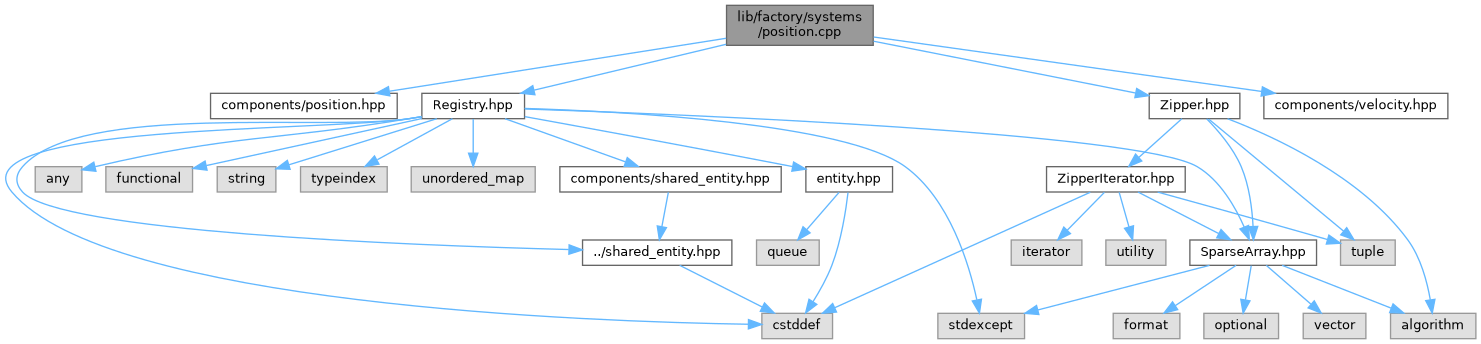 lib/factory/systems
/position.cpp
components/position.hpp
Registry.hpp
Zipper.hpp
components/velocity.hpp
any
functional
string
typeindex
unordered_map
components/shared_entity.hpp
entity.hpp
ZipperIterator.hpp
../shared_entity.hpp
queue
iterator
utility
SparseArray.hpp
tuple
cstddef
stdexcept
format
optional
vector
algorithm